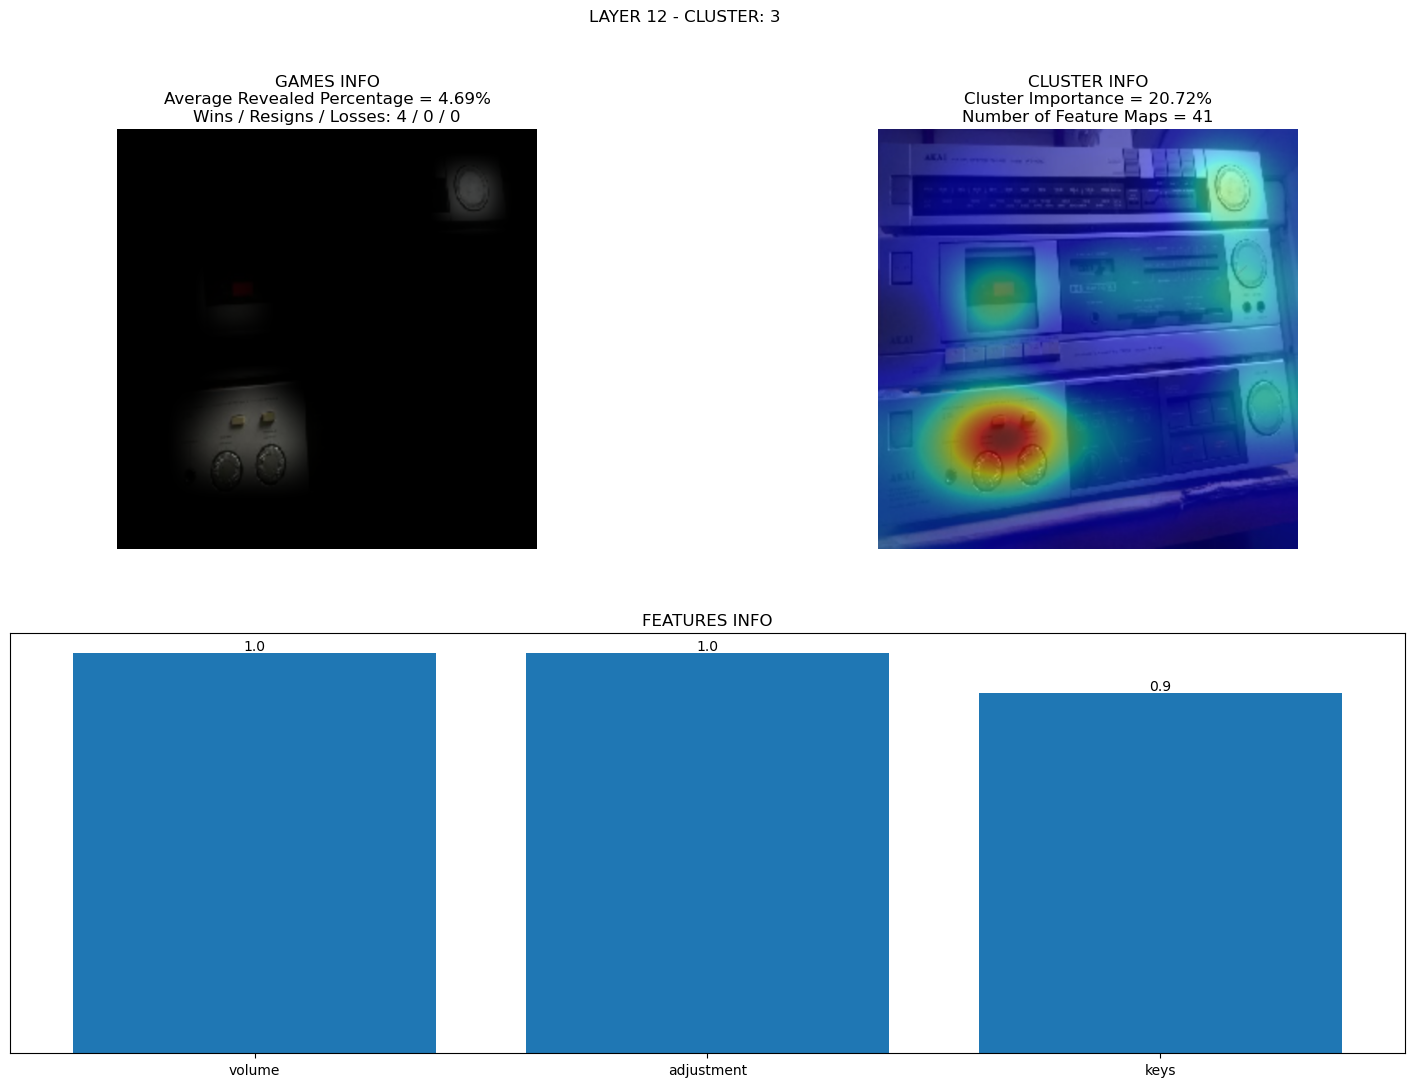 LAYER 12 - CLUSTER: 3
GAMES INFO
Average Revealed Percentage = 4.69%
Wins / Resigns / Losses: 4 / 0 / 0
CLUSTER INFO
Cluster Importance = 20.72%
Number of Feature Maps = 41
AKAI
FEATURES INFO
1.0
1.0
0.9
volume
adjustment
keys